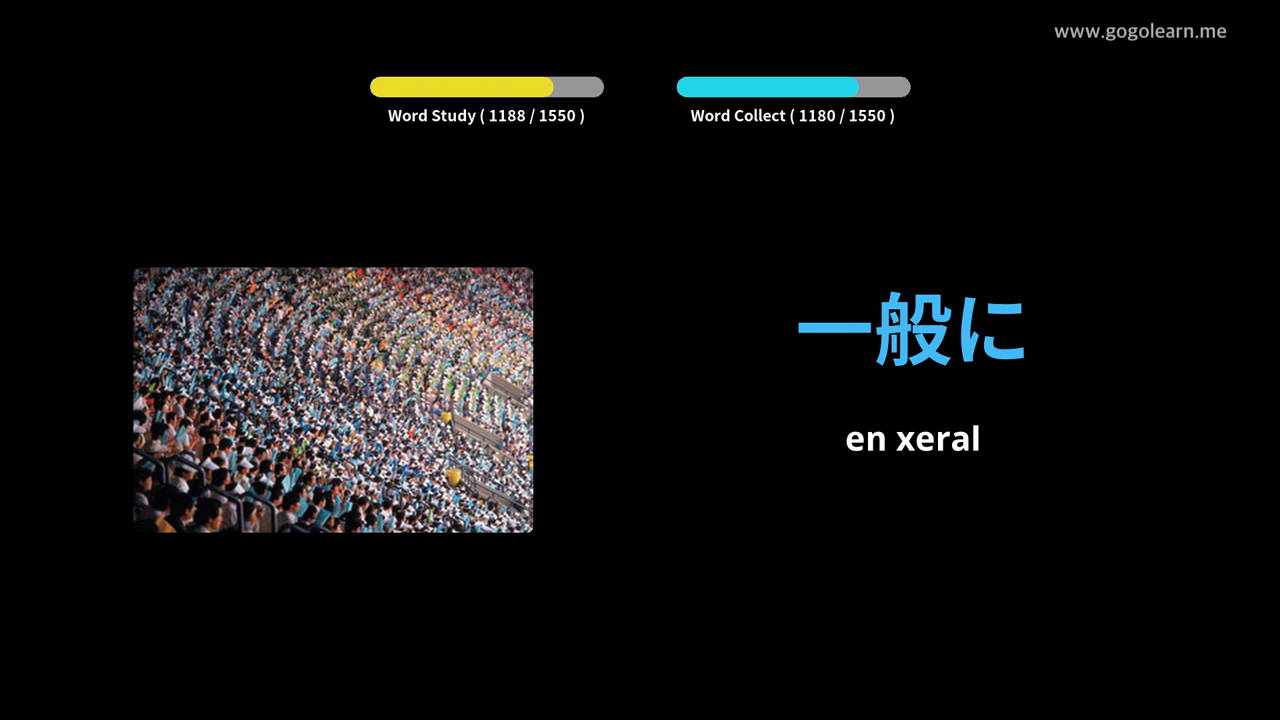 www.gogolearn.me
Word Study ( 1188 / 1550 )
Word Collect ( 1180 / 1550 )
一般に
en xeral